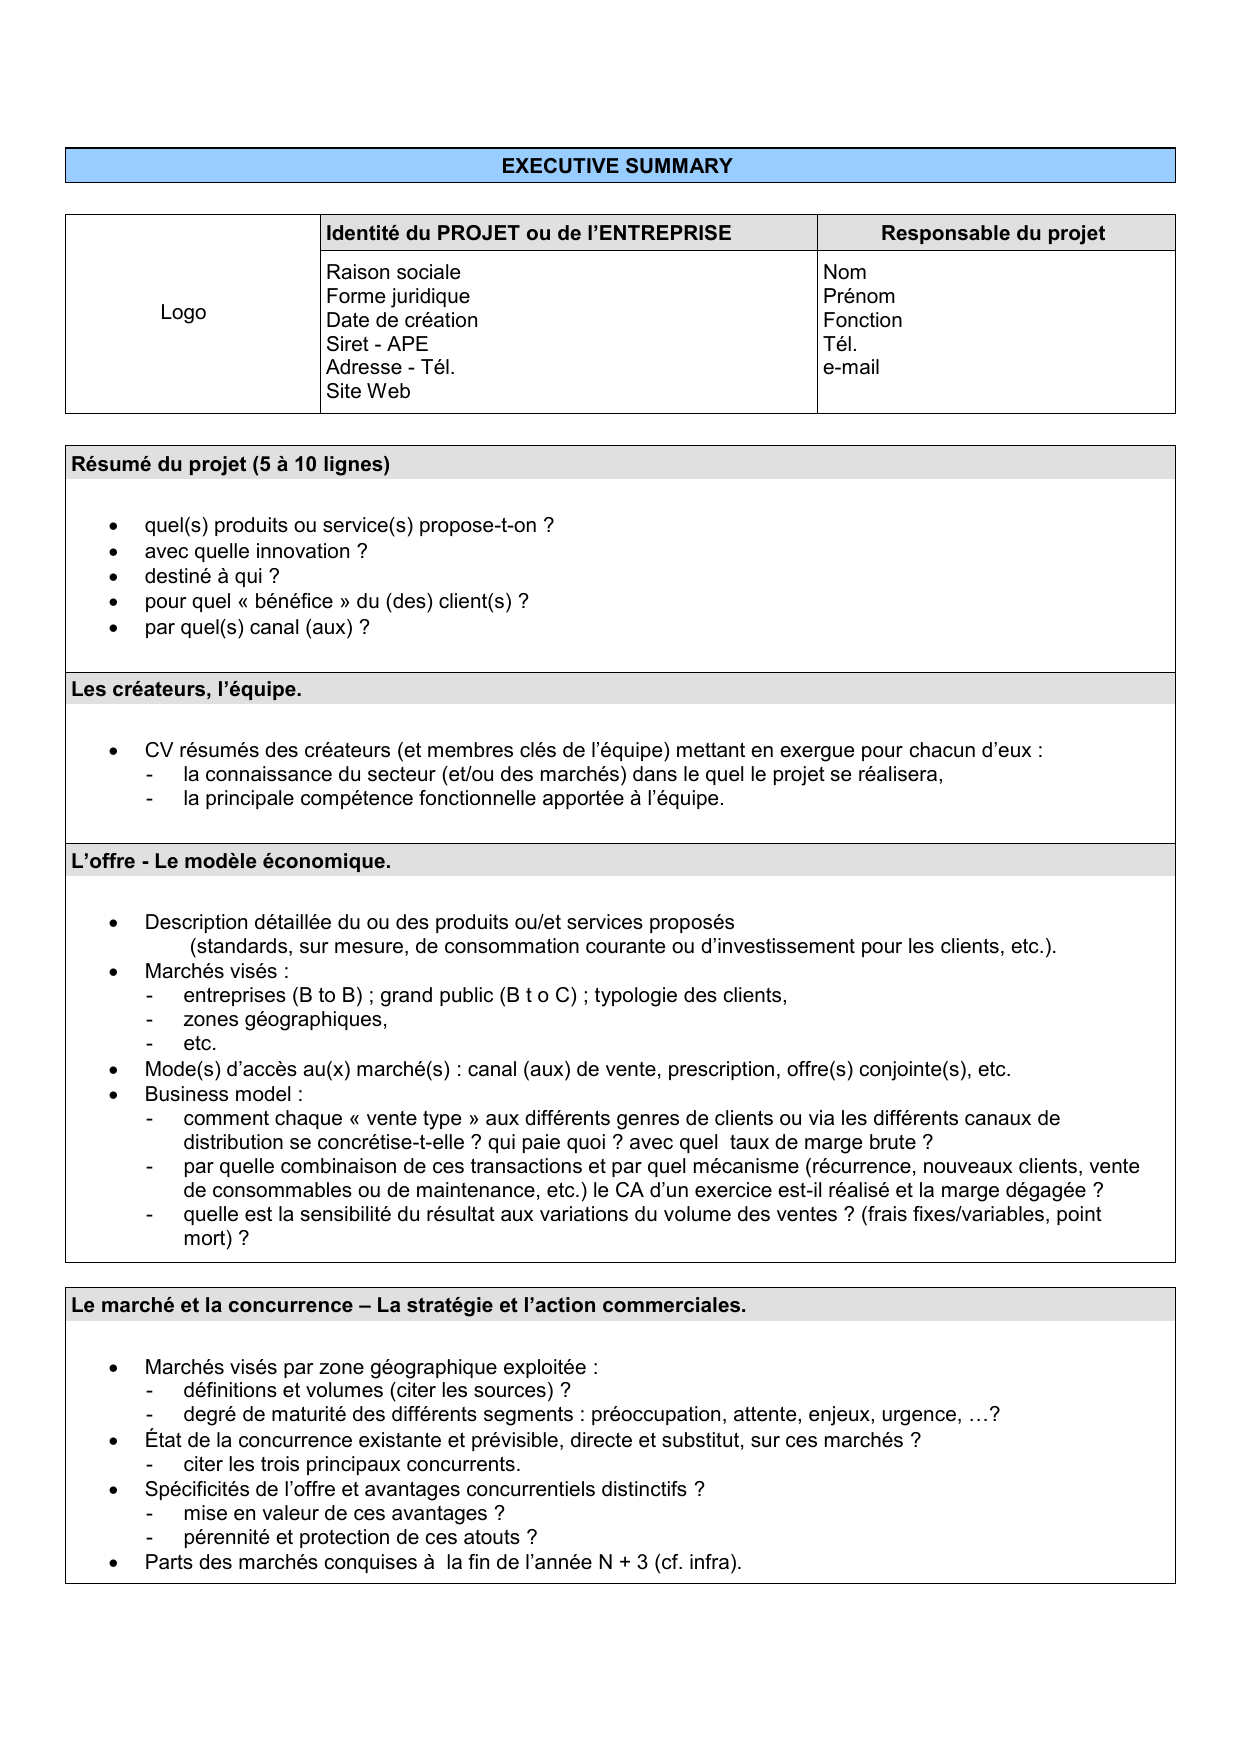 EXECUTIVE SUMMARY
Logo
Identité du PROJET ou de l’ENTREPRISE
Raison sociale
Forme juridique
Date de création
Siret - APE
Adresse - Tél.
Site Web
Responsable du projet
Nom
Prénom
Fonction
Tél.
e-mail
Résumé du projet (5 à 10 lignes)
• quel(s) produits ou service(s) propose-t-on ?
• avec quelle innovation ?
• destiné à qui ?
• pour quel « bénéfice » du (des) client(s) ?
• par quel(s) canal (aux) ?
Les créateurs, l’équipe.
• CV résumés des créateurs (et membres clés de l’équipe) mettant en exergue pour chacun d’eux :
- la connaissance du secteur (et/ou des marchés) dans le quel le projet se réalisera,
- la principale compétence fonctionnelle apportée à l’équipe.
L’offre - Le modèle économique.
• Description détaillée du ou des produits ou/et services proposés
(standards, sur mesure, de consommation courante ou d’investissement pour les clients, etc.).
• Marchés visés :
- entreprises (B to B) ; grand public (B t o C) ; typologie des clients,
- zones géographiques,
- etc.
• Mode(s) d’accès au(x) marché(s) : canal (aux) de vente, prescription, offre(s) conjointe(s), etc.
• Business model :
- comment chaque « vente type » aux différents genres de clients ou via les différents canaux de
distribution se concrétise-t-elle ? qui paie quoi ? avec quel  taux de marge brute ?
- par quelle combinaison de ces transactions et par quel mécanisme (récurrence, nouveaux clients, vente
de consommables ou de maintenance, etc.) le CA d’un exercice est-il réalisé et la marge dégagée ?
- quelle est la sensibilité du résultat aux variations du volume des ventes ? (frais fixes/variables, point
mort) ?
Le marché et la concurrence – La stratégie et l’action commerciales.
• Marchés visés par zone géographique exploitée :
- définitions et volumes (citer les sources) ?
- degré de maturité des différents segments : préoccupation, attente, enjeux, urgence, …?
• État de la concurrence existante et prévisible, directe et substitut, sur ces marchés ?
- citer les trois principaux concurrents.
• Spécificités de l’offre et avantages concurrentiels distinctifs ?
- mise en valeur de ces avantages ?
- pérennité et protection de ces atouts ?
• Parts des marchés conquises à  la fin de l’année N + 3 (cf. infra).